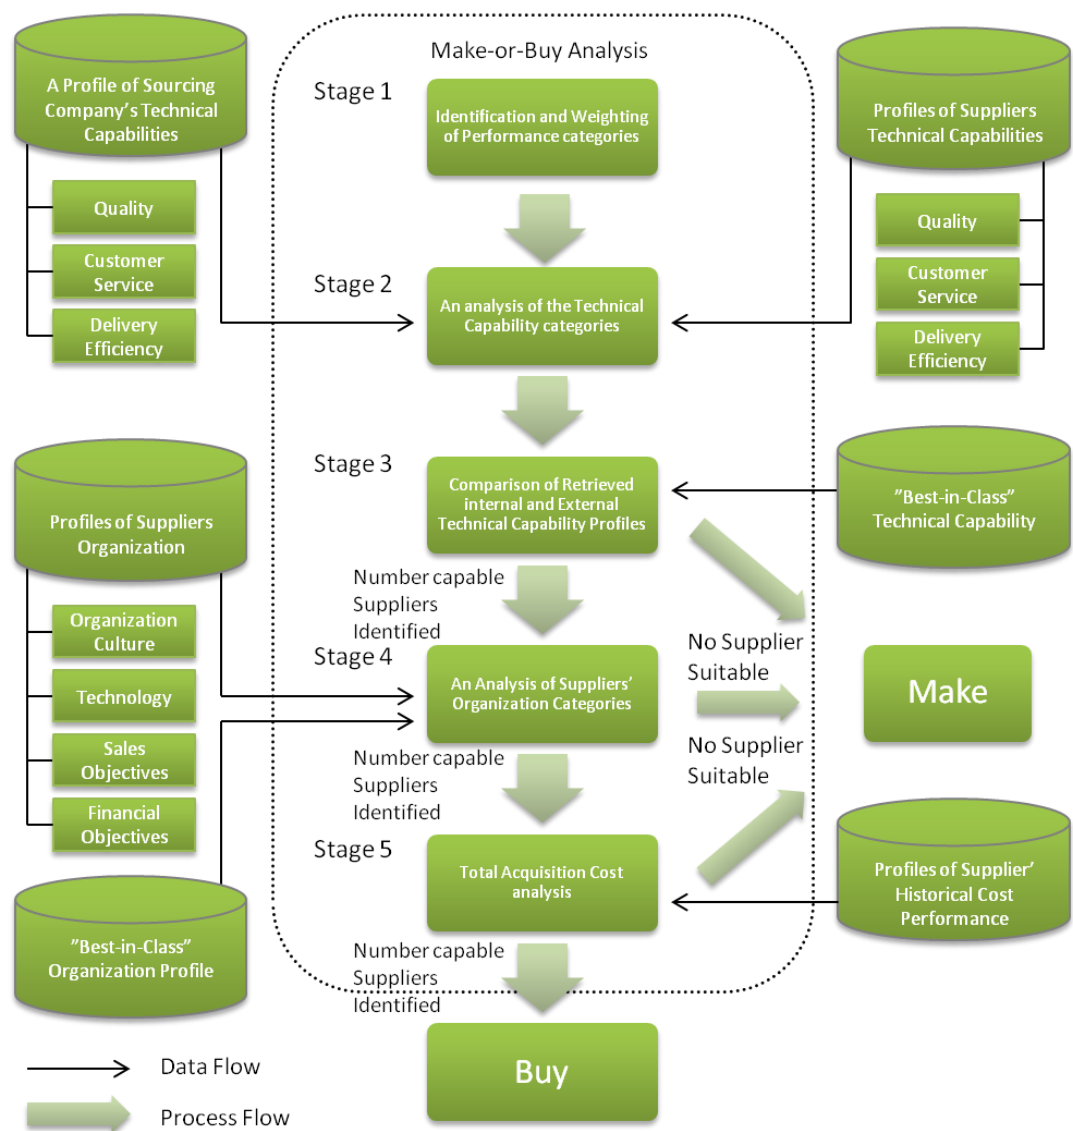 Make-or-Buy Analysis
A Profile of Sourcing
Company's Technical
Capabilities
Quality
Customer
Service
Delivery
Efficiency
Stage 1
Identification and Weighting
of Performance categories
Profiles of Suppliers
Technical Capabilities
Quality
Customer
Service
Delivery
Efficiency
Stage 2
An analysis of the Technical
Capability categories
Stage 3
Comparison of Retrieved
internal and External
Technical Capability Profiles
"Best-in-Class"
Technical Capability
Profiles of Suppliers
Organization
Organization
Culture
Technology
Sales
Objectives
Financial
Objectives
Number capable
Suppliers
Identified
Stage 4
An Analysis of Suppliers'
Organization Categories
No Supplier
Suitable
Make
No Supplier
Suitable
Number capable
Suppliers
Identified
Stage 5
Total Acquisition Cost
analysis
Profiles of Supplier'
Historical Cost
Performance
"Best-in-Class"
Organization Profile
Number capable
Suppliers
Identified
Buy
Data Flow
Process Flow